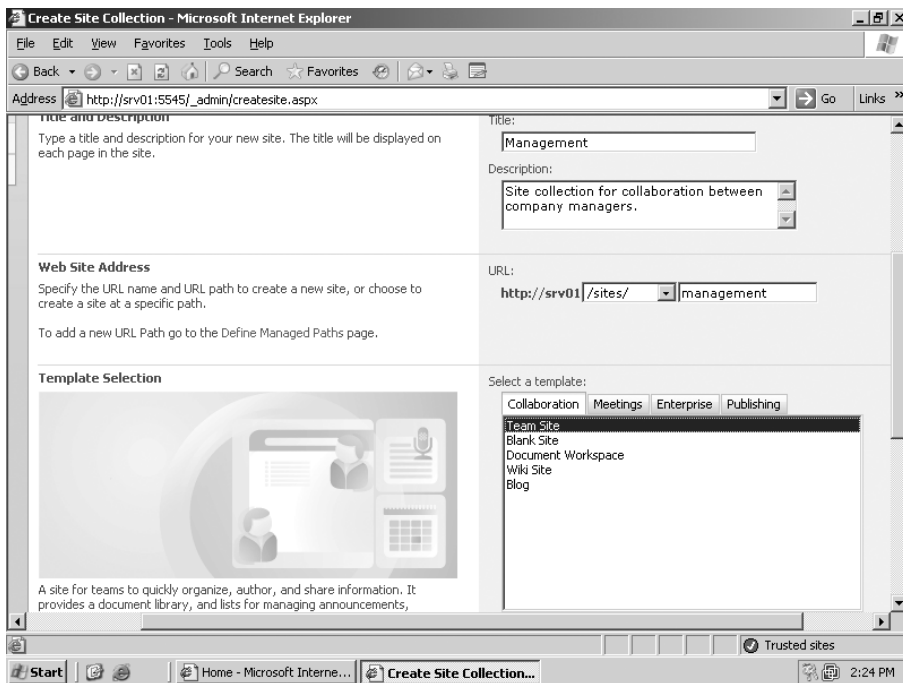 Create Site Collection - Microsoft Internet Explorer
File Edit View Favorites Tools Help
Back Search Favorites
Address http://srv01:5545/_admin/createsite.aspx Go Links »
Title and Description
Type a title and description for your new site. The title will be displayed on
each page in the site.
Title:
Management
Description:
Site collection for collaboration between
company managers.
Web Site Address
Specify the URL name and URL path to create a new site, or choose to
create a site at a specific path.
To add a new URL Path go to the Define Managed Paths page.
URL:
http://srv01 /sites/ management
Template Selection
Select a template:
Collaboration Meetings Enterprise Publishing
Team Site
Blank Site
Document Workspace
Wiki Site
Blog
A site for teams to quickly organize, author, and share information. It
provides a document library, and lists for managing announcements,
Trusted sites
Start Home - Microsoft Interne... Create Site Collection... 2:24 PM